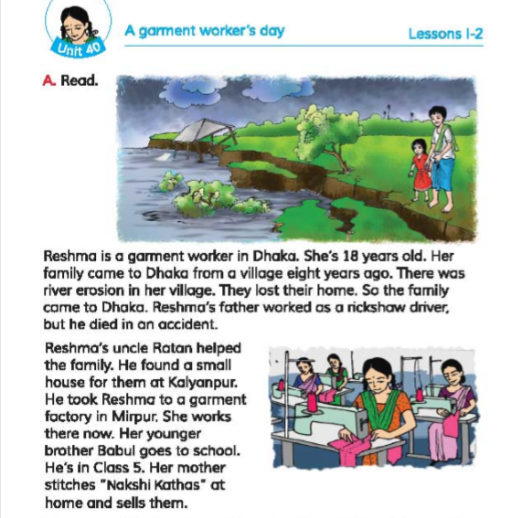 Unit 40
A garment worker's day
Lessons 1-2
A. Read.
Reshma is a garment worker in Dhaka. She's 18 years old. Her
family came to Dhaka from a village eight years ago. There was
river erosion in her village. They lost their home. So the family
came to Dhaka. Reshma's father worked as a rickshaw driver,
but he died in an accident.
Reshma's uncle Ratan helped
the family. He found a small
house for them at Kalyanpur.
He took Reshma to a garment
factory in Mirpur. She works
there now. Her younger
brother Babul goes to school.
He's in Class 5. Her mother
stitches "Nakshi Kathas" at
home and sells them.